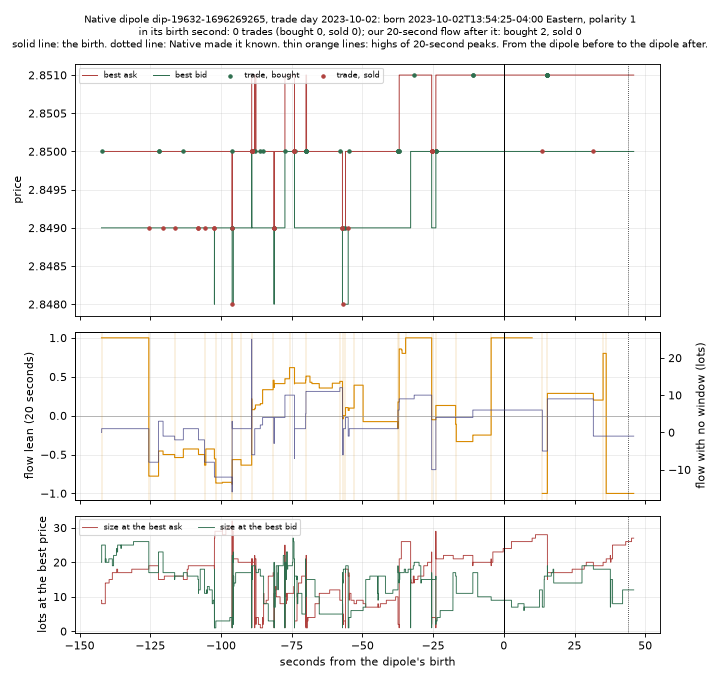 Native dipole dip-19632-1696269265, trade day 2023-10-02: born 2023-10-02T13:54:25-04:00 Eastern, polarity 1
in its birth second: 0 trades (bought 0, sold 0); our 20-second flow after it: bought 2, sold 0
solid line: the birth. dotted line: Native made it known. thin orange lines: highs of 20-second peaks. From the dipole before to the dipole after.
best ask
best bid
trade, bought
trade, sold
2.8510
2.8505
2.8500
2.8495
2.8490
2.8485
2.8480
price
1.0
0.5
0.0
−0.5
−1.0
flow lean (20 seconds)
20
10
0
−10
flow with no window (lots)
size at the best ask
size at the best bid
30
20
10
0
lots at the best price
−150
−125
−100
−75
−50
−25
0
25
50
seconds from the dipole's birth